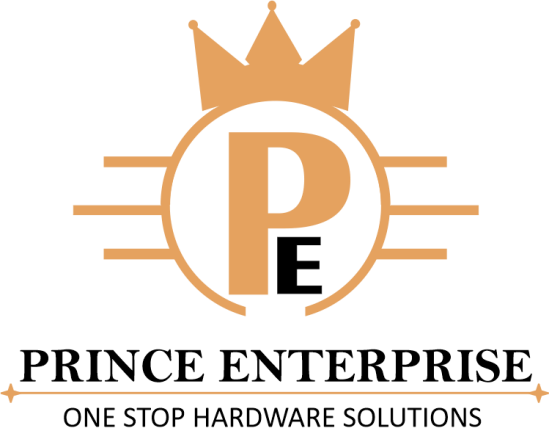 PE
PRINCE ENTERPRISE
ONE STOP HARDWARE SOLUTIONS